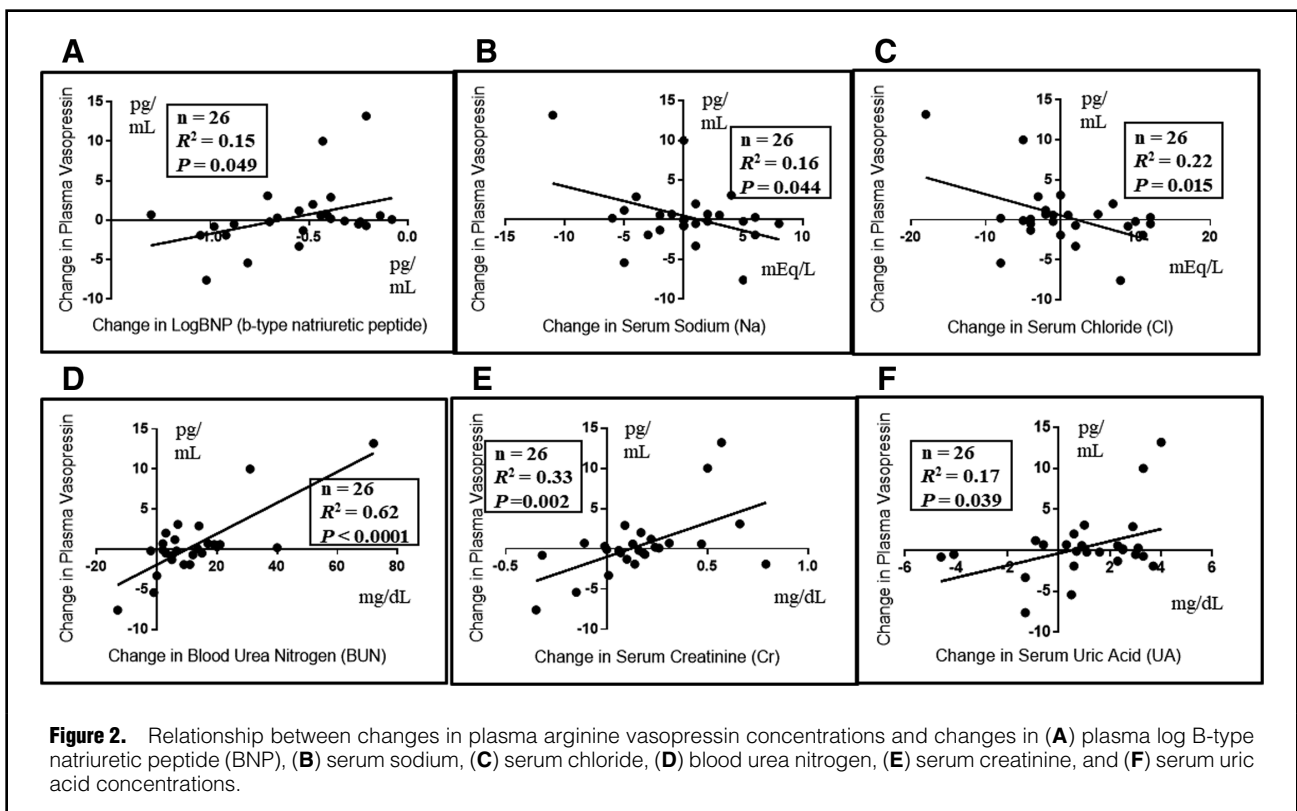 A
Change in Plasma Vasopressin
15
10
5
0
-5
-10
pg/
mL
n = 26
R² = 0.15
P = 0.049
-1.0
-0.5
0.0
pg/
mL
Change in LogBNP (b-type natriuretic peptide)
B
Change in Plasma Vasopressin
15
10
5
0
-5
-10
pg/
mL
n = 26
R² = 0.16
P = 0.044
-15
-10
-5
5
10
mEq/L
Change in Serum Sodium (Na)
C
Change in Plasma Vasopressin
15
10
5
0
-5
-10
pg/
mL
n = 26
R² = 0.22
P = 0.015
-20
-10
10
20
mEq/L
Change in Serum Chloride (Cl)
D
Change in Plasma Vasopressin
15
10
5
0
-5
-10
pg/
mL
n = 26
R² = 0.62
P < 0.0001
-20
20
40
60
80
mg/dL
Change in Blood Urea Nitrogen (BUN)
E
Change in Plasma Vasopressin
15
10
5
0
-5
-10
pg/
mL
n = 26
R² = 0.33
P=0.002
-0.5
0.5
1.0
mg/dL
Change in Serum Creatinine (Cr)
F
Change in Plasma Vasopressin
15
10
5
0
-5
-10
pg/
mL
n = 26
R² = 0.17
P = 0.039
-6
-4
-2
2
4
6
mg/dL
Change in Serum Uric Acid (UA)
Figure 2. Relationship between changes in plasma arginine vasopressin concentrations and changes in (A) plasma log B-type
natriuretic peptide (BNP), (B) serum sodium, (C) serum chloride, (D) blood urea nitrogen, (E) serum creatinine, and (F) serum uric
acid concentrations.